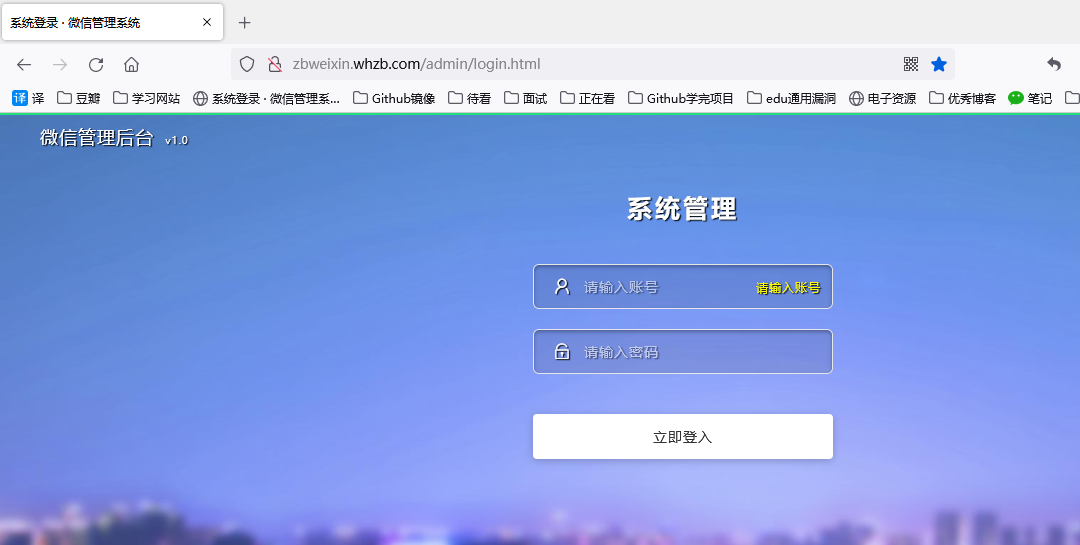 系统登录 · 微信管理系统
zbweixin.whzb.com/admin/login.html
译 译 豆瓣 学习网站 系统登录 · 微信管理系... Github镜像 待看 面试 正在看 Github学完项目 edu通用漏洞 电子资源 优秀博客 笔记
微信管理后台 v1.0
系统管理
请输入账号 请输入账号
请输入密码
立即登入